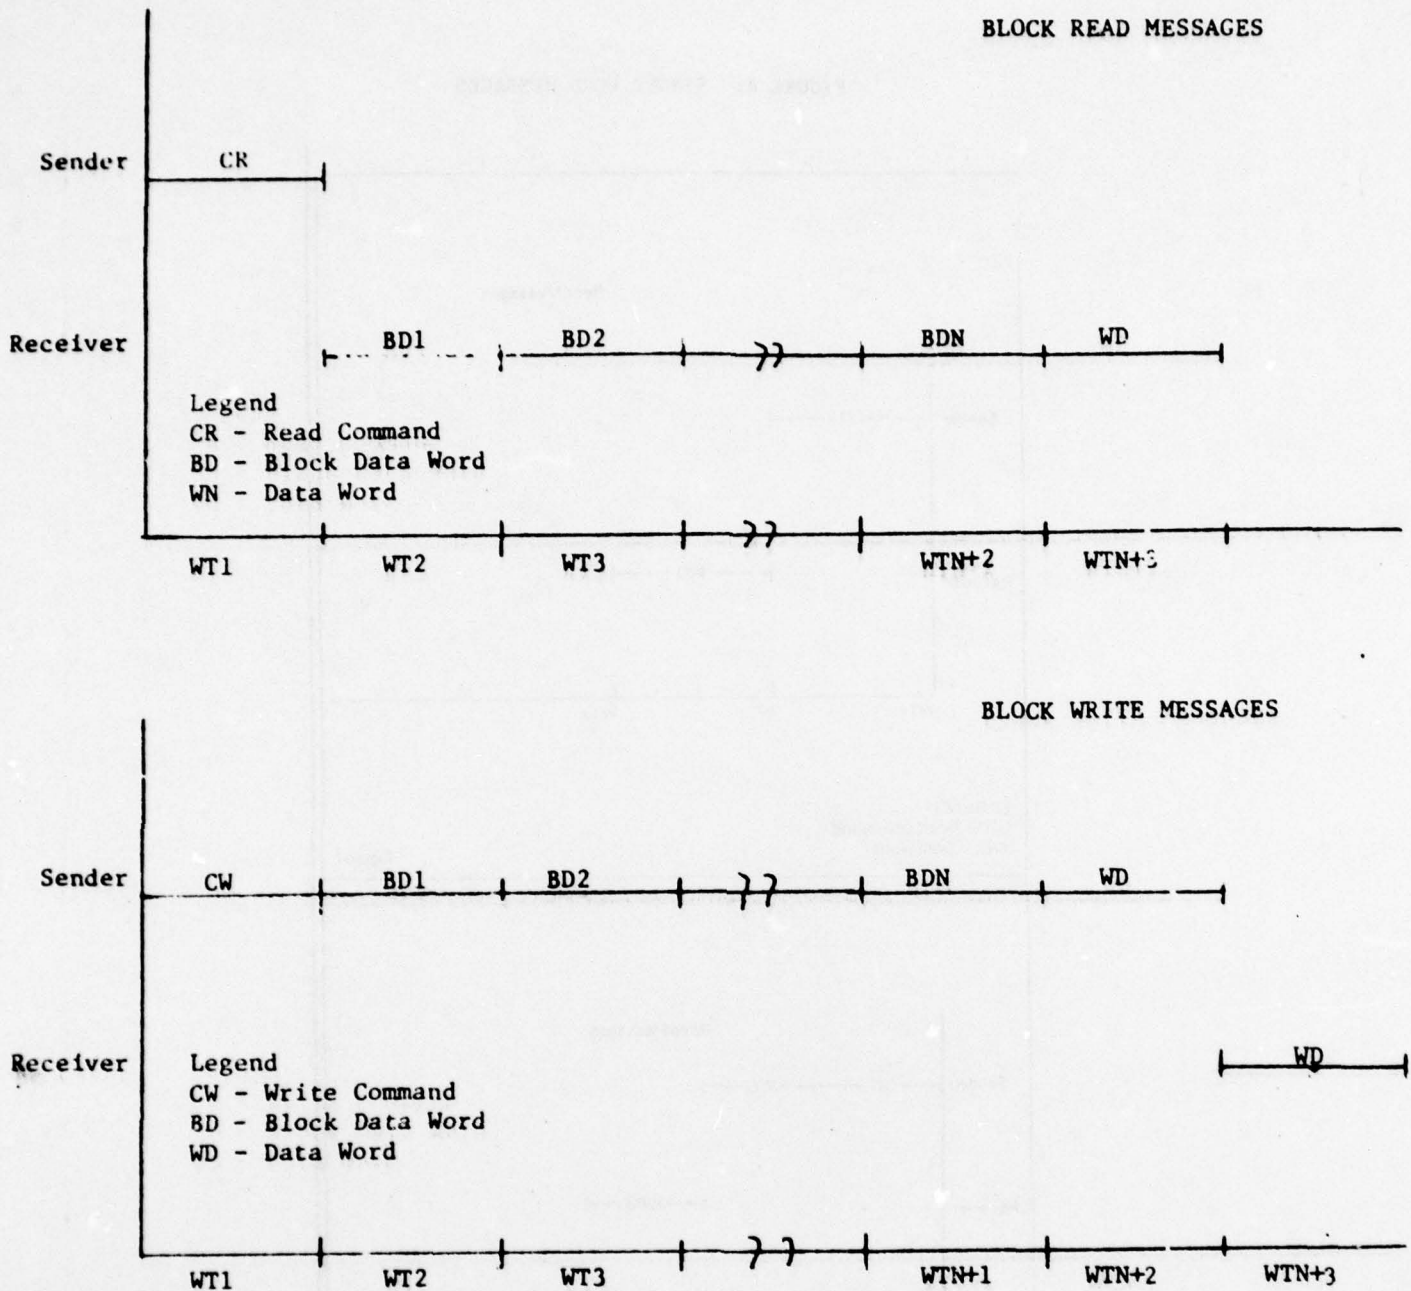 BLOCK READ MESSAGES
Sender CR
Receiver BD1 BD2 BDN WD
Legend
CR - Read Command
BD - Block Data Word
WN - Data Word
WT1 WT2 WT3 WTN+2 WTN+3
BLOCK WRITE MESSAGES
Sender CW BD1 BD2 BDN WD
Receiver WD
Legend
CW - Write Command
BD - Block Data Word
WD - Data Word
WT1 WT2 WT3 WTN+1 WTN+2 WTN+3